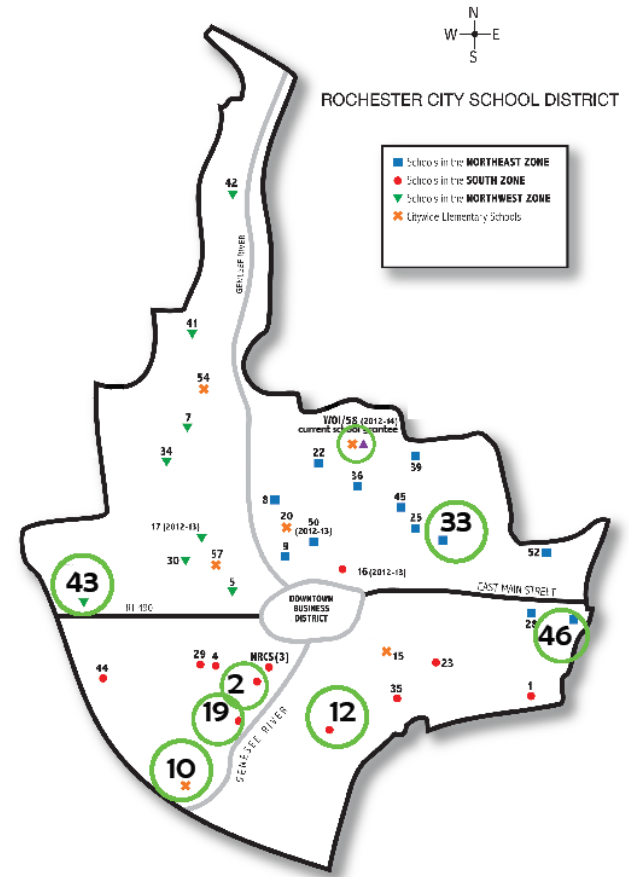 N
W E
S
ROCHESTER CITY SCHOOL DISTRICT
Schools in the NORTHEAST ZONE
Schools in the SOUTH ZONE
Schools in the NORTHWEST ZONE
Citywide Elementary Schools
42
GENESEE RIVER
41
54
WOI/58 (2012-14)
current school grantee
7
22
39
34
36
8
45
20
50
(2012-13)
25
33
17 (2012-13)
9
52
30
57
16 (2012-13)
43
5
EAST MAIN STREET
RT 490
DOWNTOWN
BUSINESS
DISTRICT
28
46
29 4
NRCS(3)
15
23
44
2
35
1
19
12
GENESEE RIVER
10